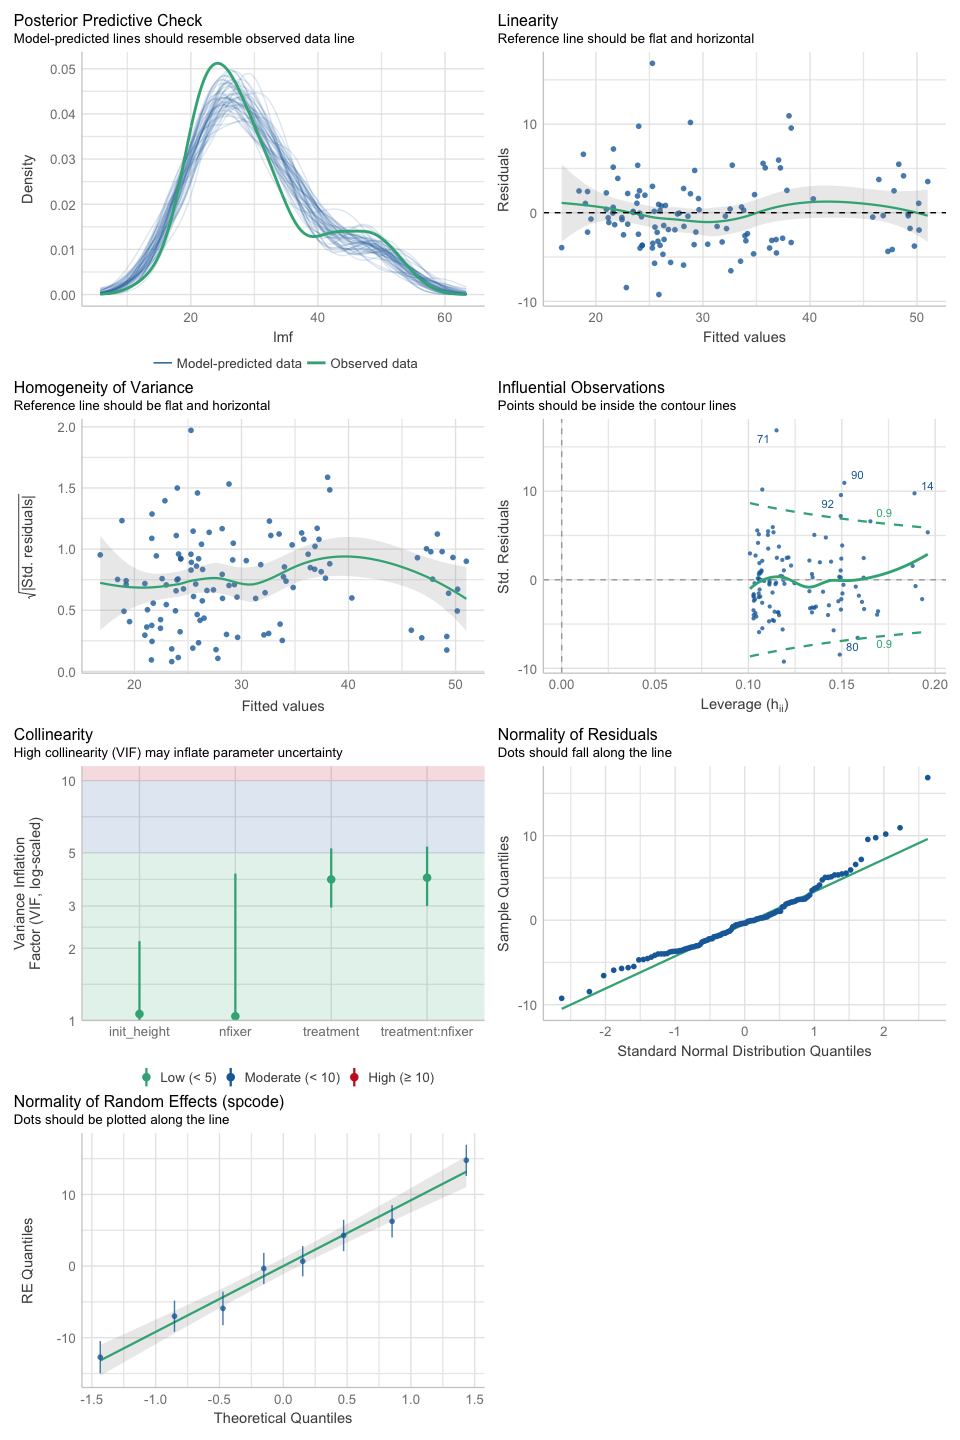 Posterior Predictive Check
Model-predicted lines should resemble observed data line
0.05
0.04
0.03
0.02
0.01
0.00
Density
20
40
60
lmf
Model-predicted data
Observed data
Linearity
Reference line should be flat and horizontal
10
0
-10
Residuals
20
30
40
50
Fitted values
Homogeneity of Variance
Reference line should be flat and horizontal
2.0
1.5
1.0
0.5
0.0
√|Std. residuals|
20
30
40
50
Fitted values
Influential Observations
Points should be inside the contour lines
71
90
14
92
0.9
80
0.9
10
0
-10
Std. Residuals
0.00
0.05
0.10
0.15
0.20
Leverage (hii)
Collinearity
High collinearity (VIF) may inflate parameter uncertainty
10
5
3
2
1
Variance Inflation
Factor (VIF, log-scaled)
init_height
nfixer
treatment
treatment:nfixer
Low (< 5)
Moderate (< 10)
High (≥ 10)
Normality of Residuals
Dots should fall along the line
10
0
-10
Sample Quantiles
-2
-1
0
1
2
Standard Normal Distribution Quantiles
Normality of Random Effects (spcode)
Dots should be plotted along the line
10
0
-10
RE Quantiles
-1.5
-1.0
-0.5
0.0
0.5
1.0
1.5
Theoretical Quantiles